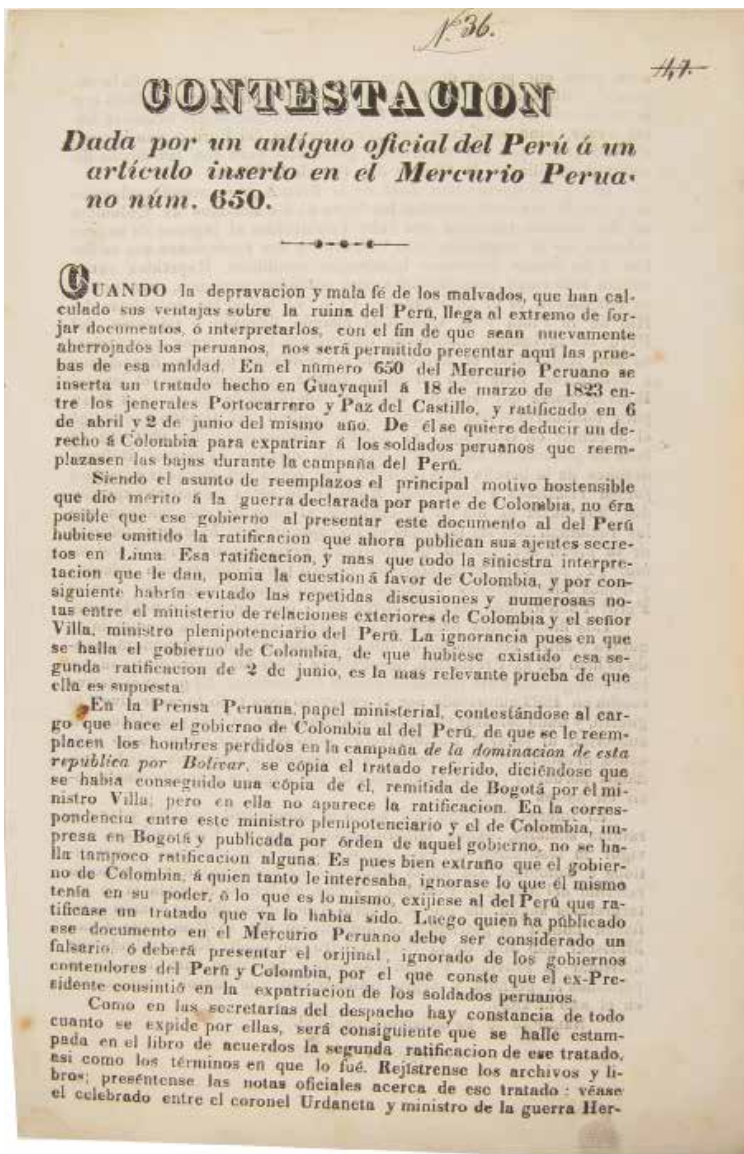 Nº 36.
47.
CONTESTACION
Dada por un antíguo oficial del Perú á un
artículo inserto en el Mercurio Perua-
no núm. 650.
CUANDO la depravacion y mala fé de los malvados, que han cal-
culado sus ventajas sobre la ruina del Perú, llega al extremo de for-
jar documentos, ó interpretarlos, con el fin de que sean nuevamente
aherrojados los peruanos, nos será permitido presentar aquí las prue-
bas de esa maldad. En el número 650 del Mercurio Peruano se
inserta un tratado hecho en Guayaquil á 18 de marzo de 1823 en-
tre los jenerales Portocarrero y Paz del Castillo, y ratificado en 6
de abril y 2 de junio del mismo año. De él se quiere deducir un de-
recho á Colombia para expatriar á los soldados peruanos que reem-
plazasen las bajas durante la campaña del Perú.
Siendo el asunto de reemplazos el principal motivo hostensible
que dió mérito á la guerra declarada por parte de Colombia, no éra
posible que ese gobierno al presentar este documento al del Perú
hubiese omitido la ratificacion que ahora publican sus ajentes secre-
tos en Lima. Esa ratificacion, y mas que todo la siniestra interpre-
tacion que le dan, ponia la cuestion á favor de Colombia, y por con-
siguiente habría evitado las repetidas discusiones y numerosas no-
tas entre el ministerio de relaciones exteriores de Colombia y el señor
Villa, ministro plenipotenciario del Perú. La ignorancia pues en que
se halla el gobierno de Colombia, de que hubiese existido esa se-
gunda ratificacion de 2 de junio, es la mas relevante prueba de que
ella es supuesta.
En la Prensa Peruana, papel ministerial, contestándose al car-
go que hace el gobierno de Colombia al del Perú, de que se le reem-
placen los hombres perdidos en la campaña de la dominacion de esta
república por Bolivar, se cópia el tratado referido, diciéndose que
se habia conseguido una cópia de él, remitida de Bogotá por el mi-
nistro Villa; pero en ella no aparece la ratificacion. En la corres-
pondencia entre este ministro plenipotenciario y el de Colombia, im-
presa en Bogotá y publicada por órden de aquel gobierno, no se ha-
lla tampoco ratificacion alguna. Es pues bien extraño que el gobier-
no de Colombia, á quien tanto le interesaba, ignorase lo que él mismo
tenía en su poder, ó lo que es lo mismo, exijiese al del Perú que ra-
tificase un tratado que ya lo habia sido. Luego quien ha públicado
ese documento en el Mercurio Peruano debe ser considerado un
falsario, ó deberá presentar el orijinal, ignorado de los gobiernos
contendores del Perú y Colombia, por el que conste que el ex-Pre-
sidente consintió en la expatriacion de los soldados peruanos.
Como en las secretarías del despacho hay constancia de todo
cuanto se expide por ellas, será consiguiente que se halle estam-
pada en el libro de acuerdos la segunda ratificacion de ese tratado,
asi como los términos en que lo fué. Rejístrense los archivos y li-
bros; preséntense las notas oficiales acerca de ese tratado: véase
el celebrado entre el coronel Urdaneta y ministro de la guerra Her-